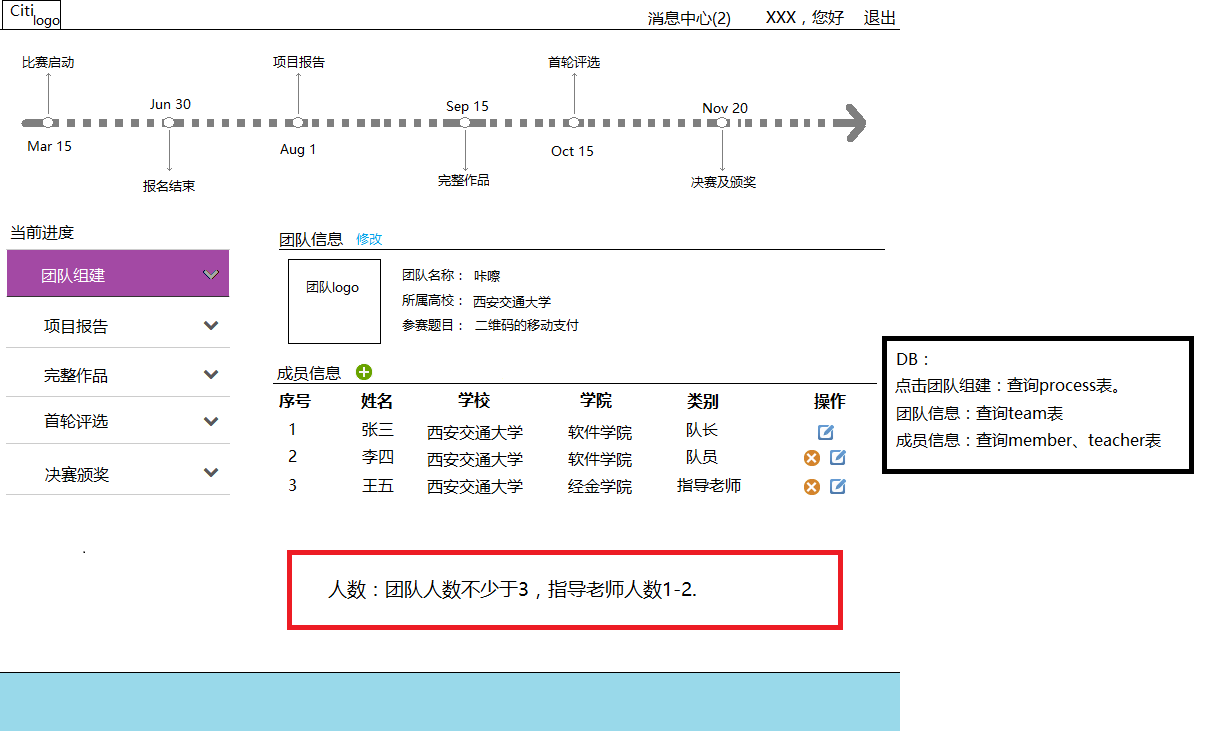 Citi
logo
消息中心(2) XXX，您好 退出
比赛启动 项目报告 首轮评选
Jun 30 Sep 15 Nov 20
Mar 15 Aug 1 Oct 15
报名结束 完整作品 决赛及颁奖
当前进度
团队组建
项目报告
完整作品
首轮评选
决赛颁奖
团队信息 修改
团队logo
团队名称： 咔嚓
所属高校： 西安交通大学
参赛题目： 二维码的移动支付
成员信息
序号 姓名 学校 学院 类别 操作
1 张三 西安交通大学 软件学院 队长
2 李四 西安交通大学 软件学院 队员
3 王五 西安交通大学 经金学院 指导老师
DB：
点击团队组建：查询process表。
团队信息：查询team表
成员信息：查询member、teacher表
人数：团队人数不少于3，指导老师人数1-2.